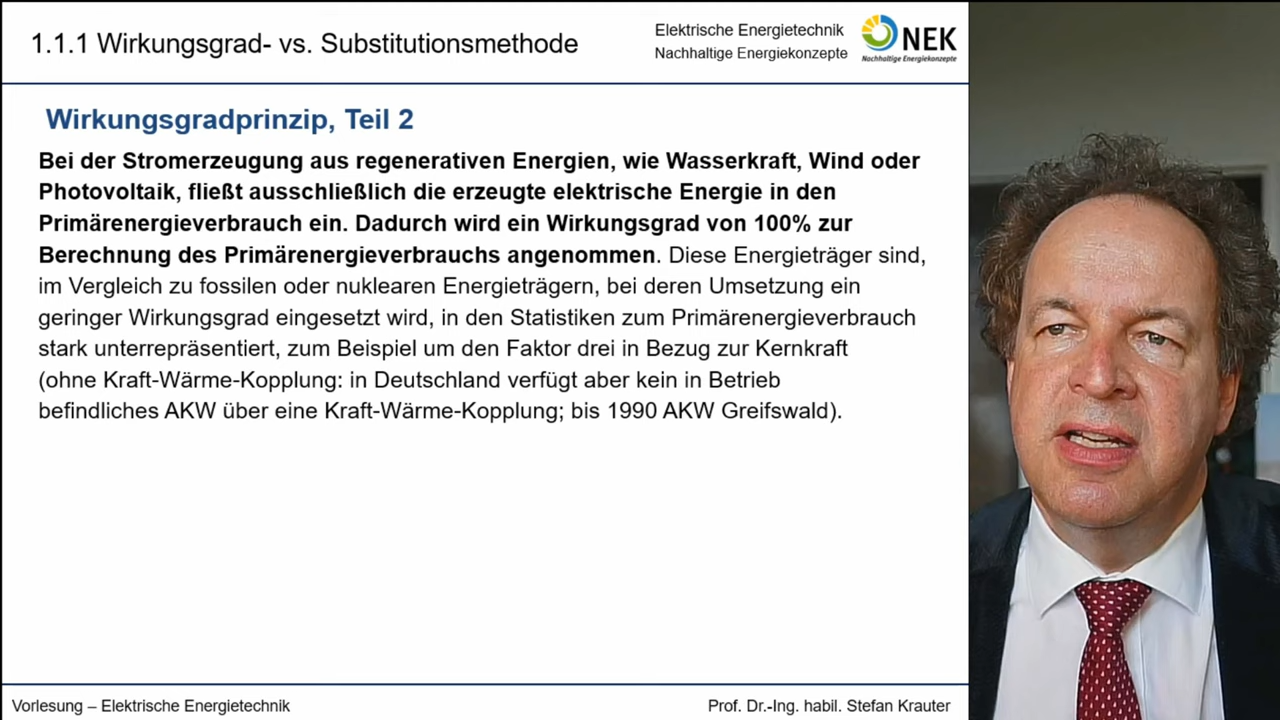 1.1.1 Wirkungsgrad- vs. Substitutionsmethode
Elektrische Energietechnik
Nachhaltige Energiekonzepte
NEK
Nachhaltige Energiekonzepte
Wirkungsgradprinzip, Teil 2
Bei der Stromerzeugung aus regenerativen Energien, wie Wasserkraft, Wind oder
Photovoltaik, fließt ausschließlich die erzeugte elektrische Energie in den
Primärenergieverbrauch ein. Dadurch wird ein Wirkungsgrad von 100% zur
Berechnung des Primärenergieverbrauchs angenommen. Diese Energieträger sind,
im Vergleich zu fossilen oder nuklearen Energieträgern, bei deren Umsetzung ein
geringer Wirkungsgrad eingesetzt wird, in den Statistiken zum Primärenergieverbrauch
stark unterrepräsentiert, zum Beispiel um den Faktor drei in Bezug zur Kernkraft
(ohne Kraft-Wärme-Kopplung: in Deutschland verfügt aber kein in Betrieb
befindliches AKW über eine Kraft-Wärme-Kopplung; bis 1990 AKW Greifswald).
Vorlesung – Elektrische Energietechnik
Prof. Dr.-Ing. habil. Stefan Krauter